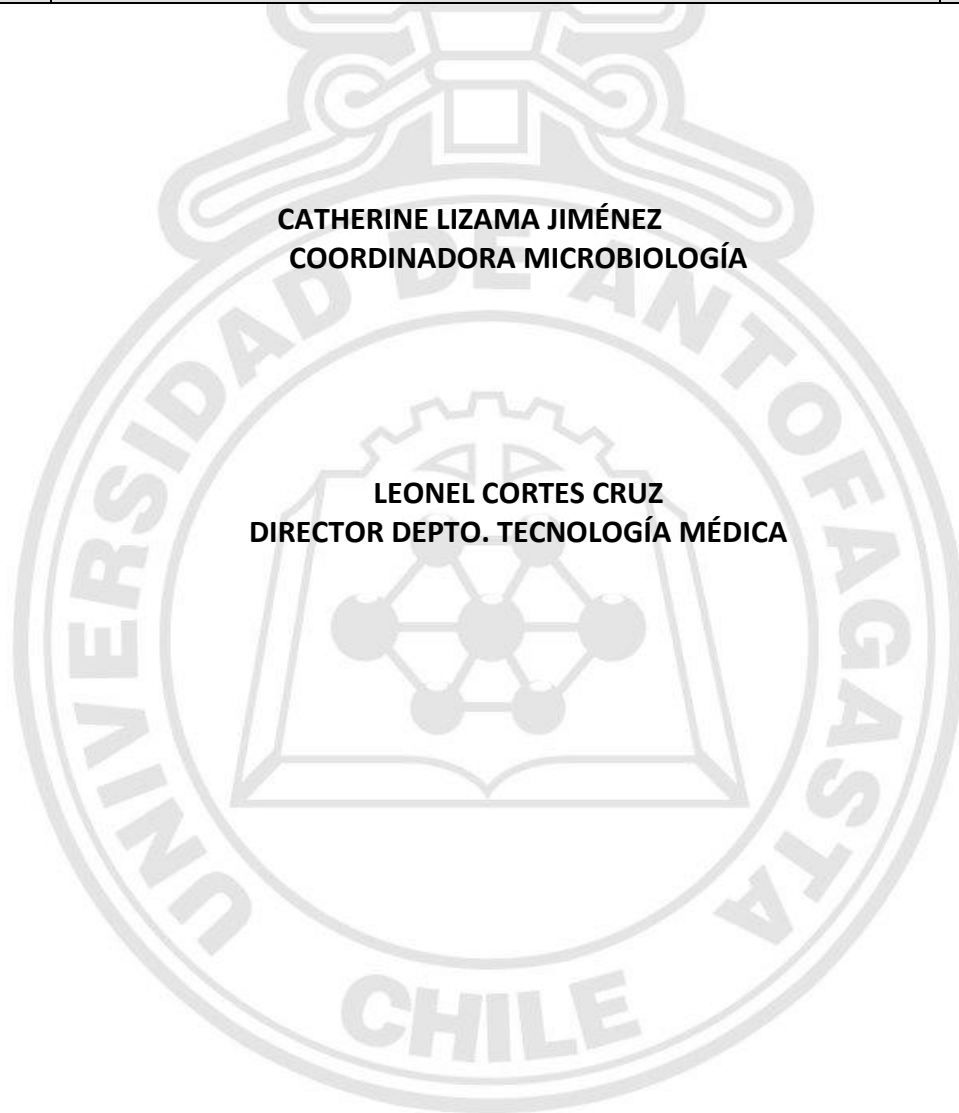 CATHERINE LIZAMA JIMÉNEZ
COORDINADORA MICROBIOLOGÍA
LEONEL CORTES CRUZ
DIRECTOR DEPTO. TECNOLOGÍA MÉDICA
UNIVERSIDAD DE ANTOFAGASTA
CHILE